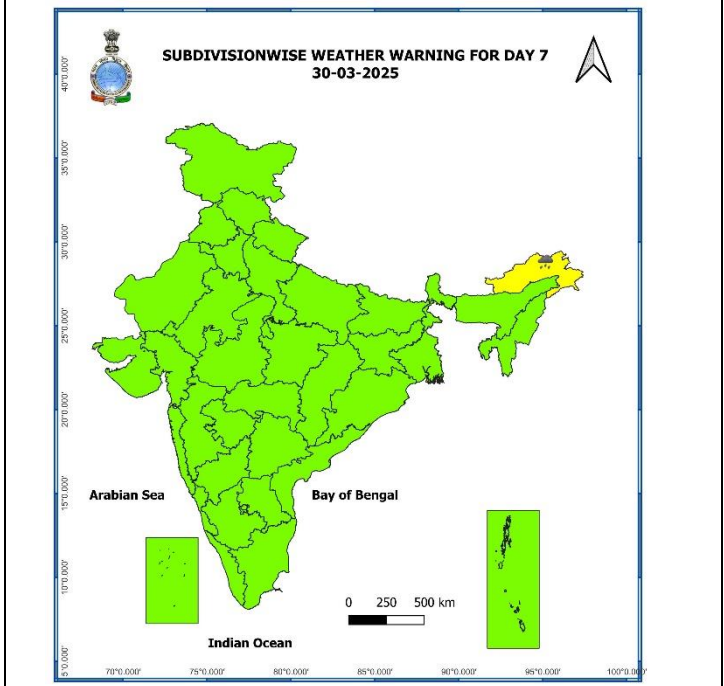 SUBDIVISIONWISE WEATHER WARNING FOR DAY 7
30-03-2025
40°0.000'
35°0.000'
30°0.000'
25°0.000'
20°0.000'
15°0.000'
10°0.000'
5°0.000'
Arabian Sea
Bay of Bengal
0 250 500 km
Indian Ocean
70°0.000' 75°0.000' 80°0.000' 85°0.000' 90°0.000' 95°0.000' 100°0.000'